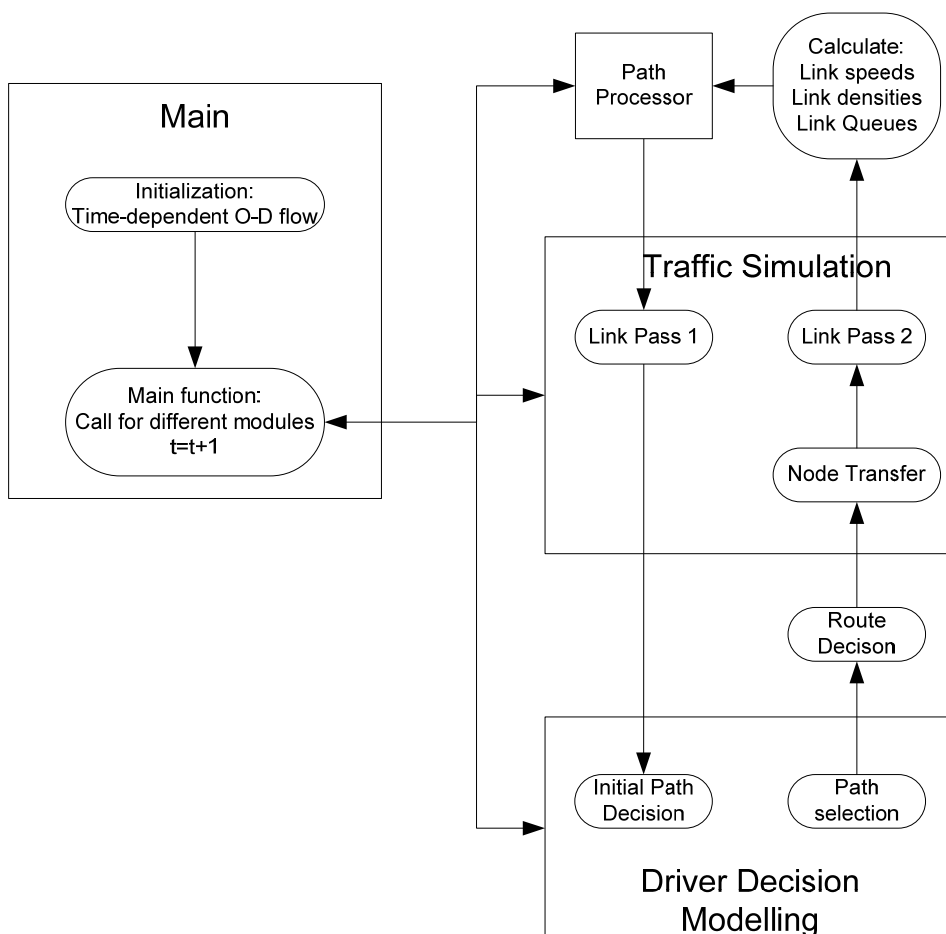 Main
Initialization:
Time-dependent O-D flow
Main function:
Call for different modules
t=t+1
Path
Processor
Calculate:
Link speeds
Link densities
Link Queues
Traffic Simulation
Link Pass 1
Link Pass 2
Node Transfer
Route
Decison
Initial Path
Decision
Path
selection
Driver Decision
Modelling